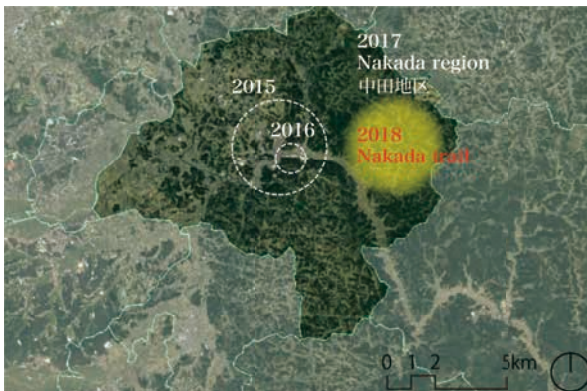 2017
Nakada region
中田地区
2015
2016
2018
Nakada trail
0 1 2 5km